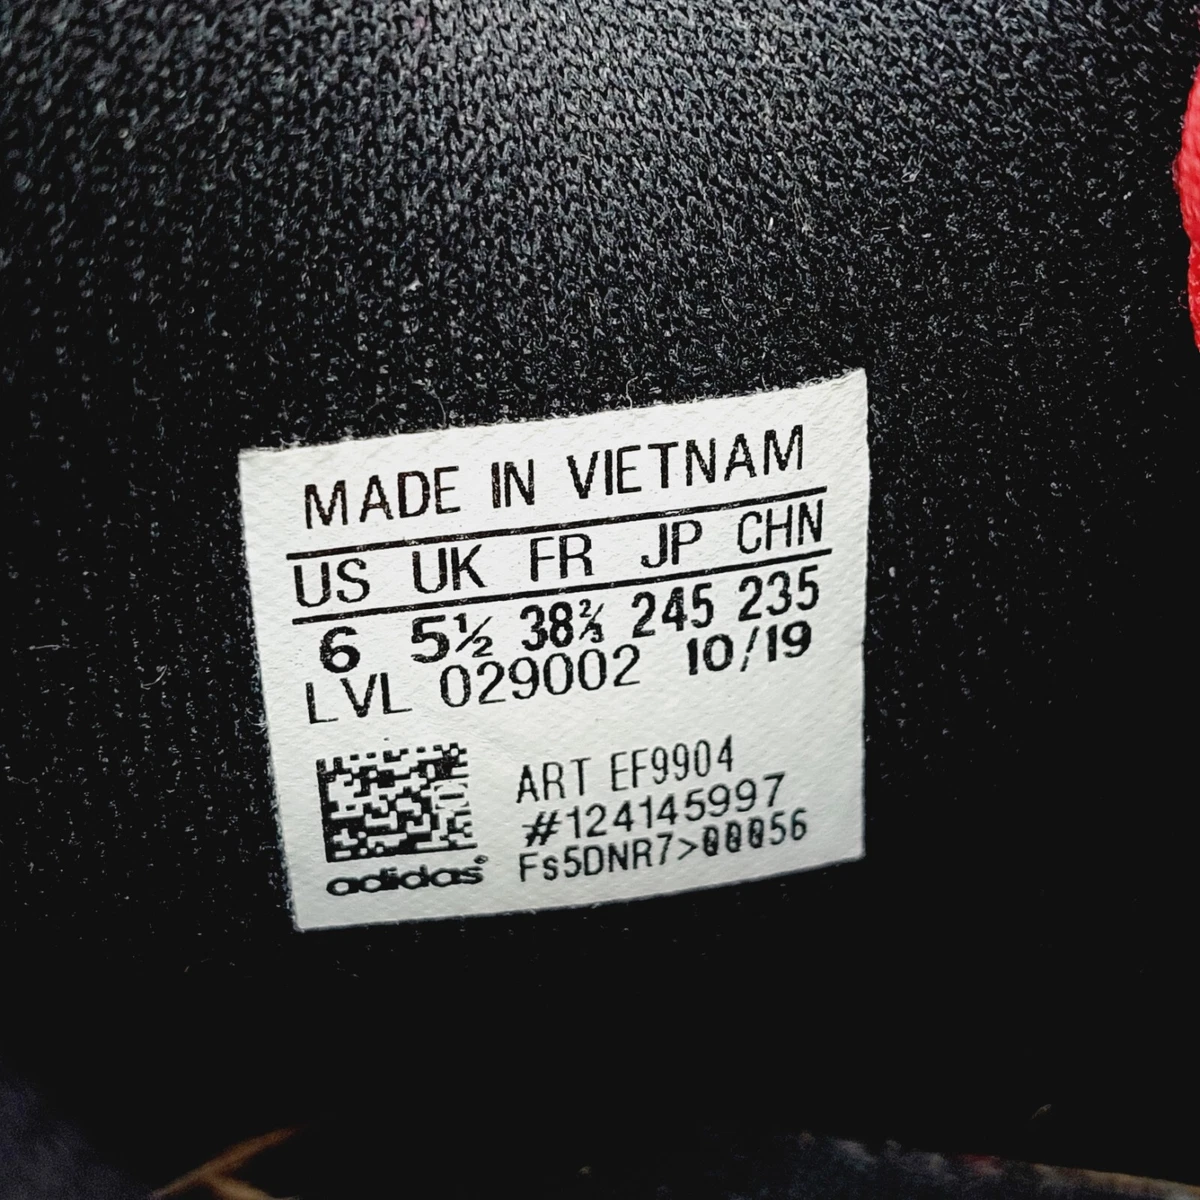 MADE IN VIETNAM
US UK FR JP CHN
6 5½ 38⅔ 245 235
LVL 029002 10/19
ART EF9904
#124145997
Fs5DNR7>00056
adidas®